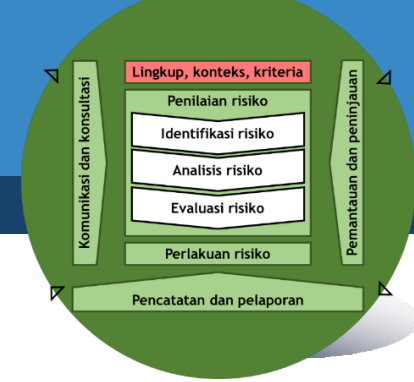 Lingkup, konteks, kriteria
Komunikasi dan konsultasi
Penilaian risiko
Identifikasi risiko
Analisis risiko
Evaluasi risiko
Perlakuan risiko
Pemantauan dan peninjauan
Pencatatan dan pelaporan